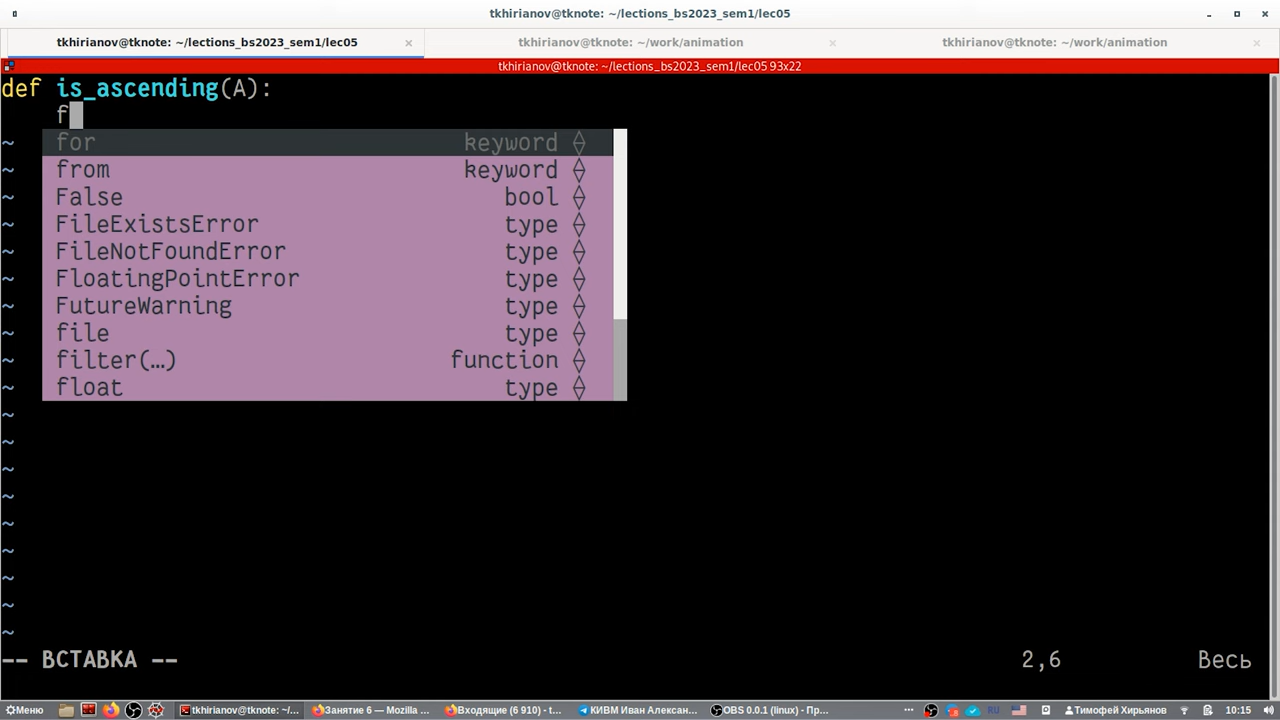 tkhirianov@tknote: ~/lections_bs2023_sem1/lec05
tkhirianov@tknote: ~/lections_bs2023_sem1/lec05 tkhirianov@tknote: ~/work/animation tkhirianov@tknote: ~/work/animation
tkhirianov@tknote: ~/lections_bs2023_sem1/lec05 93x22
def is_ascending(A):
f
~ for keyword
~ from keyword
~ False bool
~ FileExistsError type
~ FileNotFoundError type
~ FloatingPointError type
~ FutureWarning type
~ file type
~ filter(…) function
~ float type
~
~
~
~
~
~
~
~
~
-- ВСТАВКА -- 2,6 Весь
Меню tkhirianov@tknote: ~/... Занятие 6 — Mozilla ... Входящие (6 910) - t... КИВМ Иван Алексан... OBS 0.0.1 (linux) - Пр... ... RU Тимофей Хирьянов 10:15